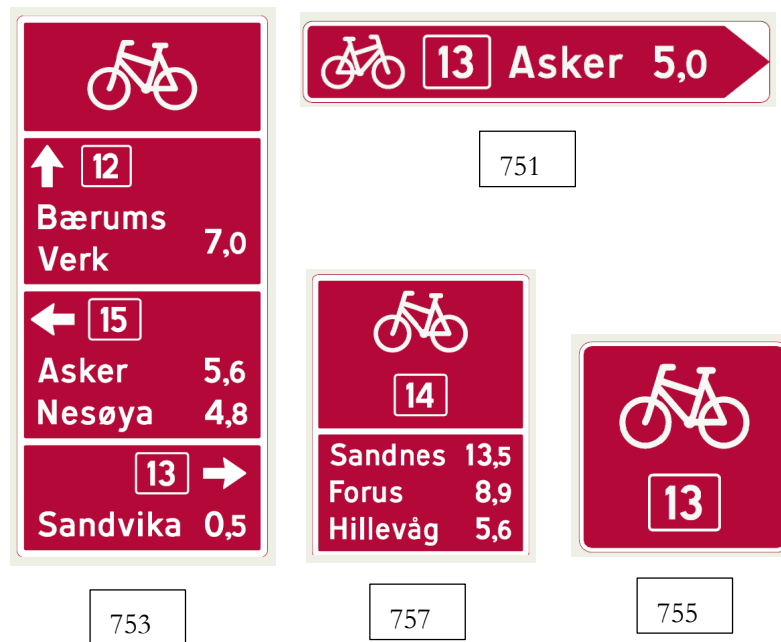 12
Bærums
Verk 7,0
15
Asker 5,6
Nesøya 4,8
13
Sandvika 0,5
753
13 Asker 5,0
751
14
Sandnes 13,5
Forus 8,9
Hillevåg 5,6
757
13
755